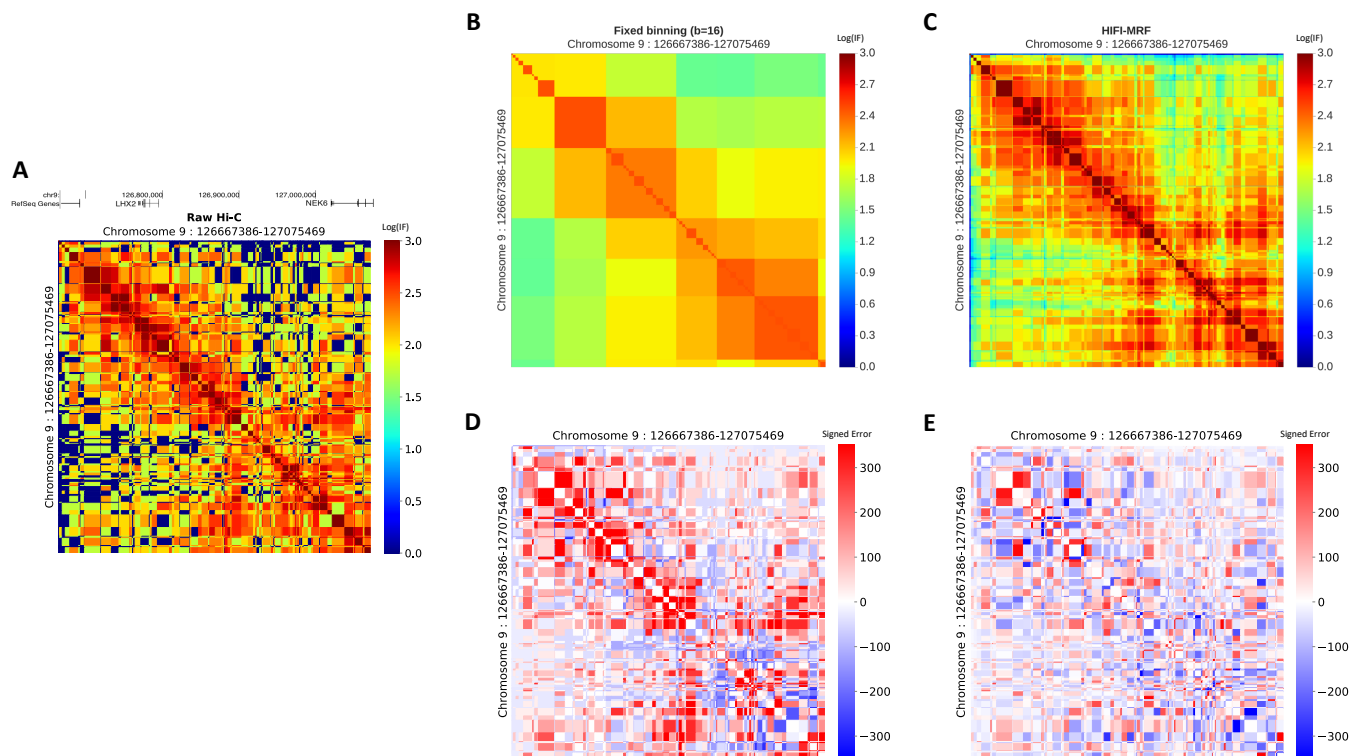 A
chr9:
126,800,000
126,900,000
127,000,000
RefSeq Genes
LHX2
NEK6
Raw Hi-C
Chromosome 9 : 126667386-127075469
Log(IF)
Chromosome 9 : 126667386-127075469
3.0
2.5
2.0
1.5
1.0
0.5
0.0
B
Fixed binning (b=16)
Chromosome 9 : 126667386-127075469
Log(IF)
Chromosome 9 : 126667386-127075469
3.0
2.7
2.4
2.1
1.8
1.5
1.2
0.9
0.6
0.3
0.0
C
HIFI-MRF
Chromosome 9 : 126667386-127075469
Log(IF)
Chromosome 9 : 126667386-127075469
3.0
2.7
2.4
2.1
1.8
1.5
1.2
0.9
0.6
0.3
0.0
D
Chromosome 9 : 126667386-127075469
Signed Error
Chromosome 9 : 126667386-127075469
300
200
100
0
−100
−200
−300
E
Chromosome 9 : 126667386-127075469
Signed Error
Chromosome 9 : 126667386-127075469
300
200
100
0
−100
−200
−300